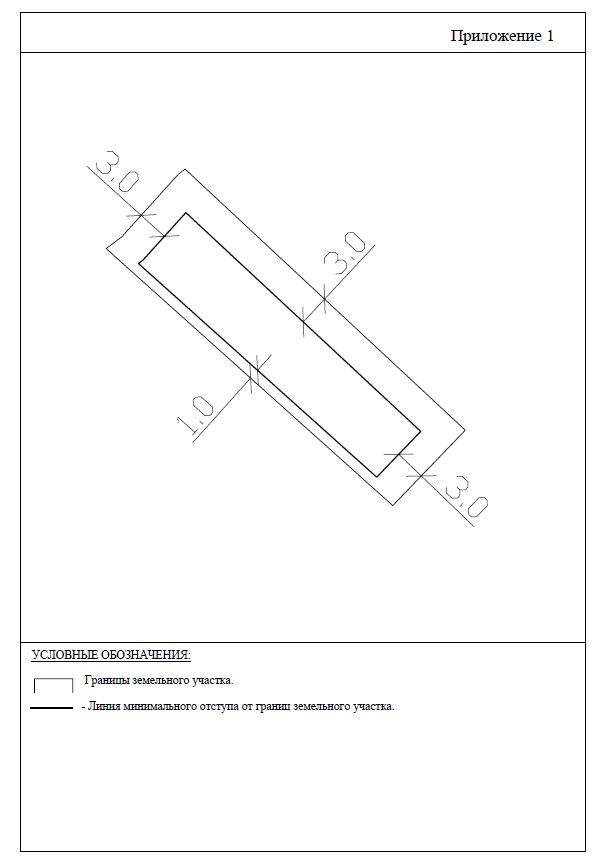 Приложение 1
3,0
3,0
1,0
3,0
УСЛОВНЫЕ ОБОЗНАЧЕНИЯ:
Границы земельного участка.
- Линия минимального отступа от границ земельного участка.